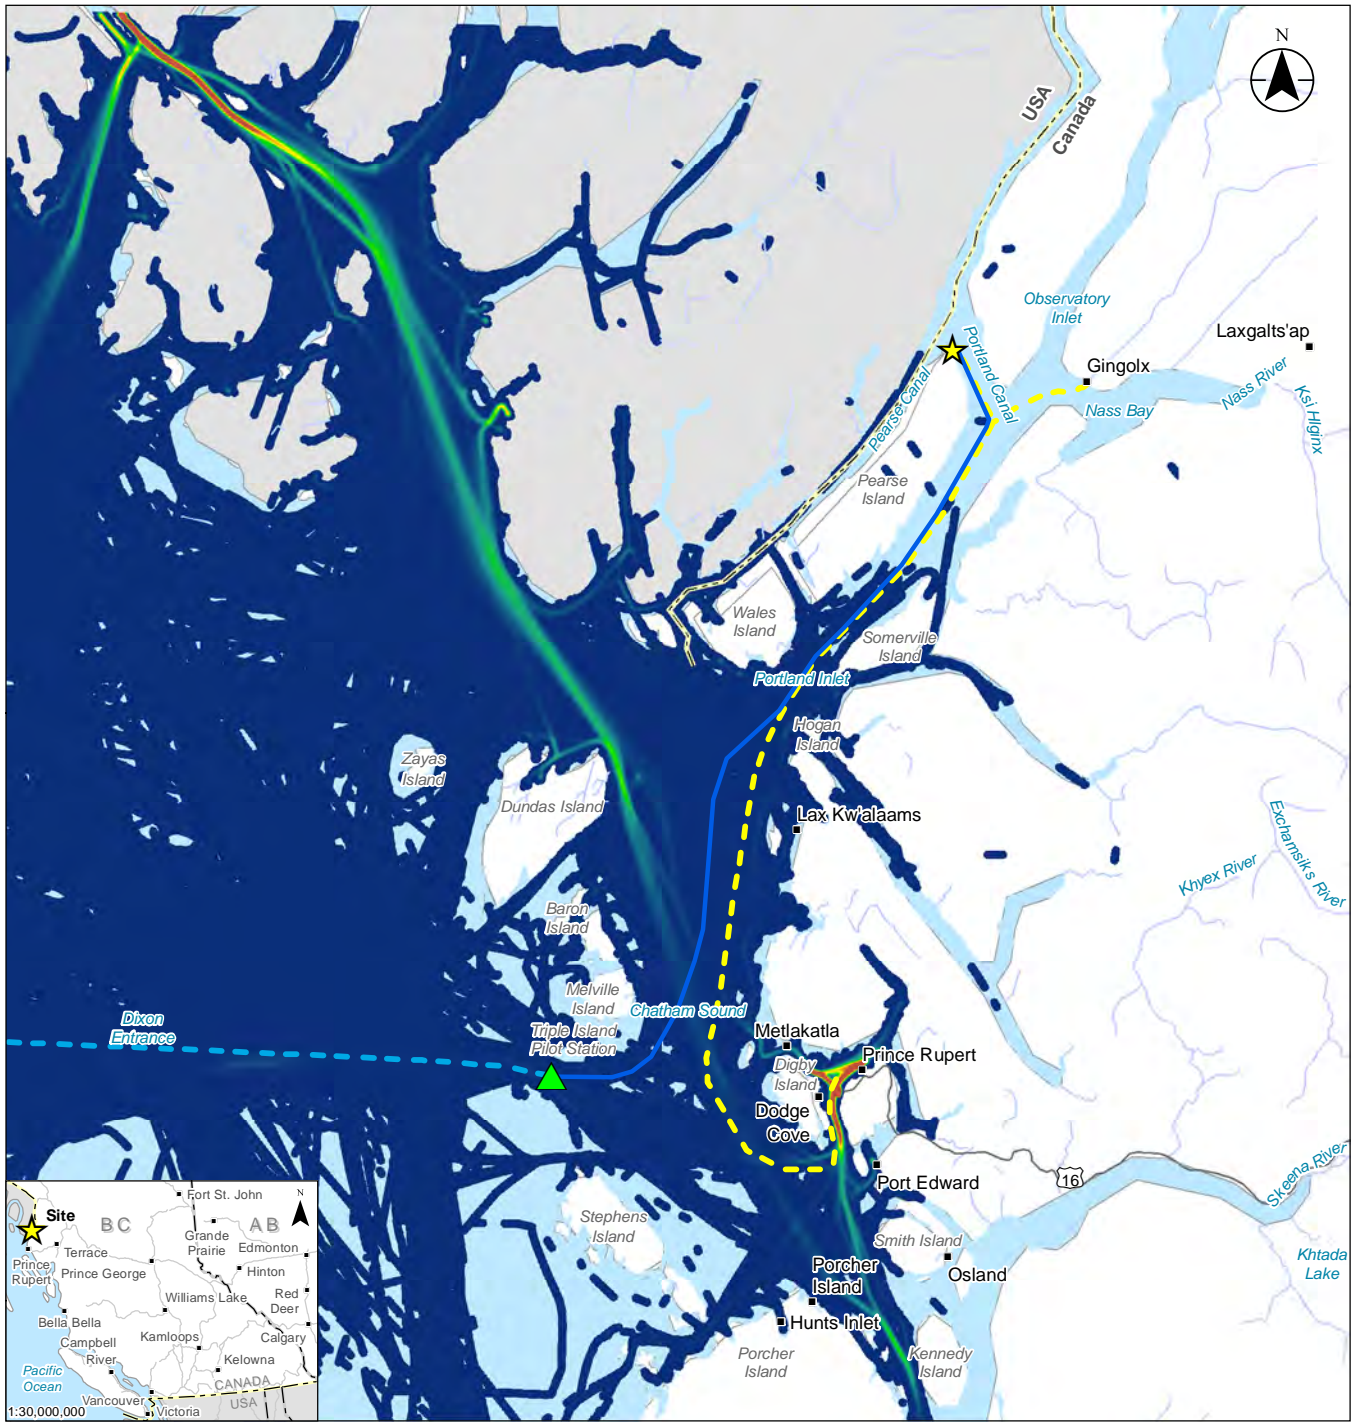 N
USA
Canada
Observatory
Inlet
Laxgalts'ap
Gingolx
Portland Canal
Pearse Canal
Nass Bay
Nass River
Ksi Hlginx
Pearse
Island
Wales
Island
Somerville
Island
Portland Inlet
Hogan
Island
Zayas
Island
Dundas Island
Lax Kw'alaams
Exchamsiks River
Khyex River
Baron
Island
Melville
Island
Chatham Sound
Dixon
Entrance
Triple Island
Pilot Station
Metlakatla
Prince Rupert
Digby
Island
Dodge
Cove
Port Edward
16
Skeena River
Stephens
Island
Smith Island
Khtada
Lake
Osland
Porcher
Island
Hunts Inlet
Porcher
Island
Kennedy
Island
N
Fort St. John
Site
BC
AB
Grande
Prairie
Edmonton
Terrace
Prince
Rupert
Prince George
Hinton
Williams Lake
Red
Deer
Bella Bella
Campbell
River
Kamloops
Calgary
Kelowna
Pacific
Ocean
CANADA
USA
Vancouver
Victoria
1:30,000,000